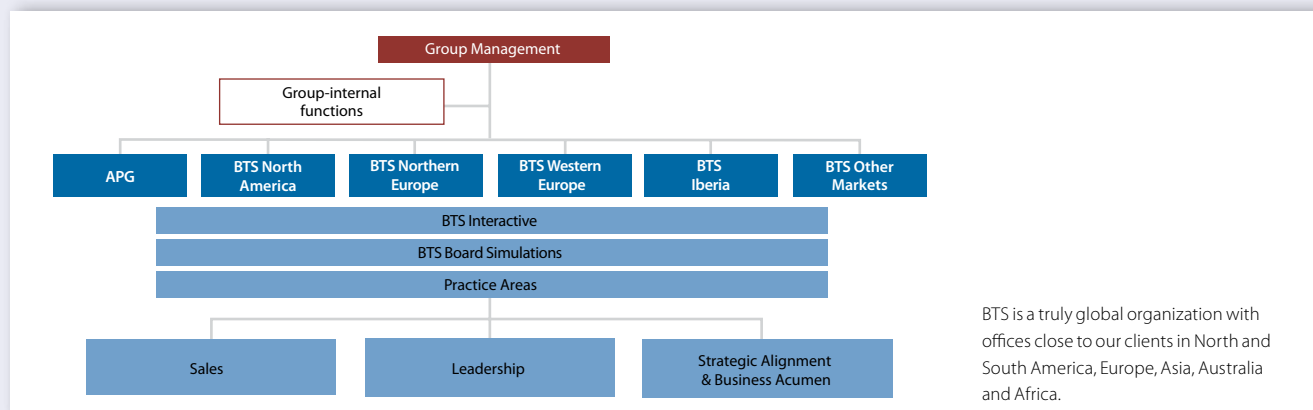 Group Management
Group-internal
functions
APG
BTS North
America
BTS Northern
Europe
BTS Western
Europe
BTS
Iberia
BTS Other
Markets
BTS Interactive
BTS Board Simulations
Practice Areas
Sales
Leadership
Strategic Alignment
& Business Acumen
BTS is a truly global organization with
offices close to our clients in North and
South America, Europe, Asia, Australia
and Africa.